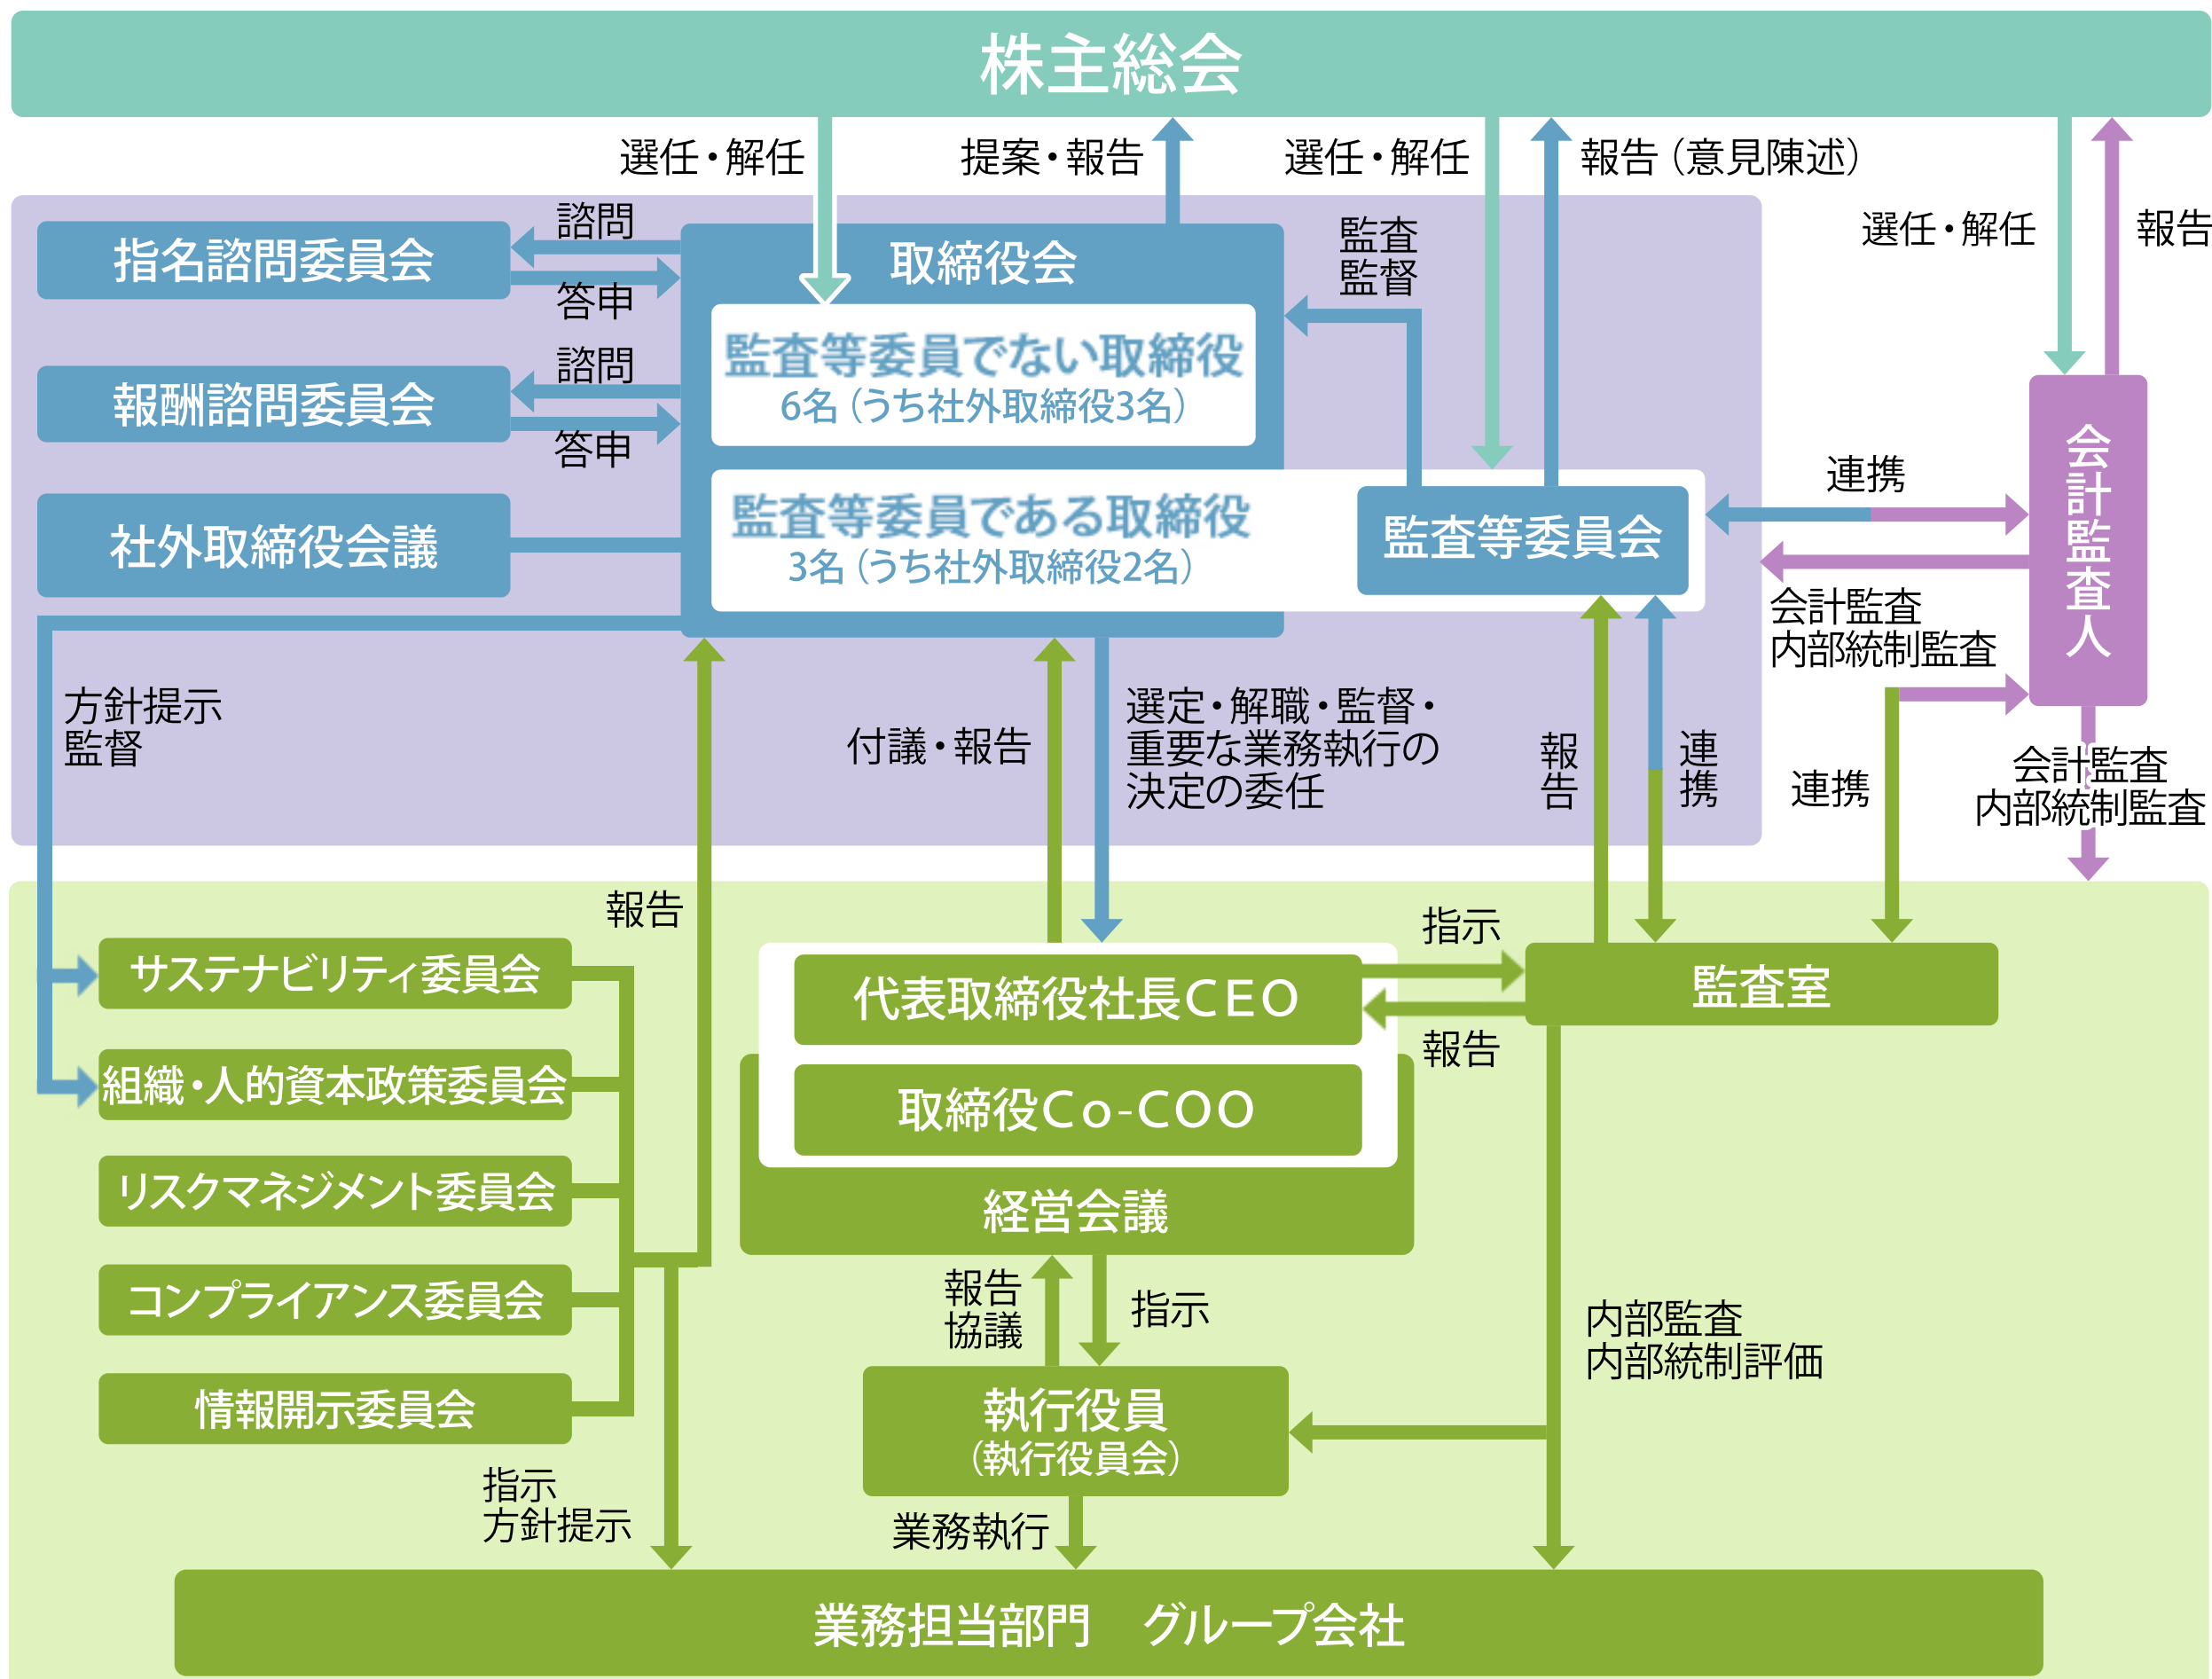 株主総会
選任・解任
提案・報告
選任・解任
報告（意見陳述）
選任・解任
報告
指名諮問委員会
諮問
答申
取締役会
監査
監督
監査等委員でない取締役
6名（うち社外取締役3名）
報酬諮問委員会
諮問
答申
社外取締役会議
監査等委員である取締役
3名（うち社外取締役2名）
監査等委員会
連携
会計監査人
会計監査
内部統制監査
方針提示
監督
付議・報告
選定・解職・監督・
重要な業務執行の
決定の委任
報告
連携
連携
会計監査
内部統制監査
報告
サステナビリティ委員会
組織・人的資本政策委員会
リスクマネジメント委員会
コンプライアンス委員会
情報開示委員会
代表取締役社長CEO
取締役Co-COO
経営会議
指示
報告
監査室
報告
協議
指示
内部監査
内部統制評価
執行役員
（執行役員会）
指示
方針提示
業務執行
業務担当部門　グループ会社